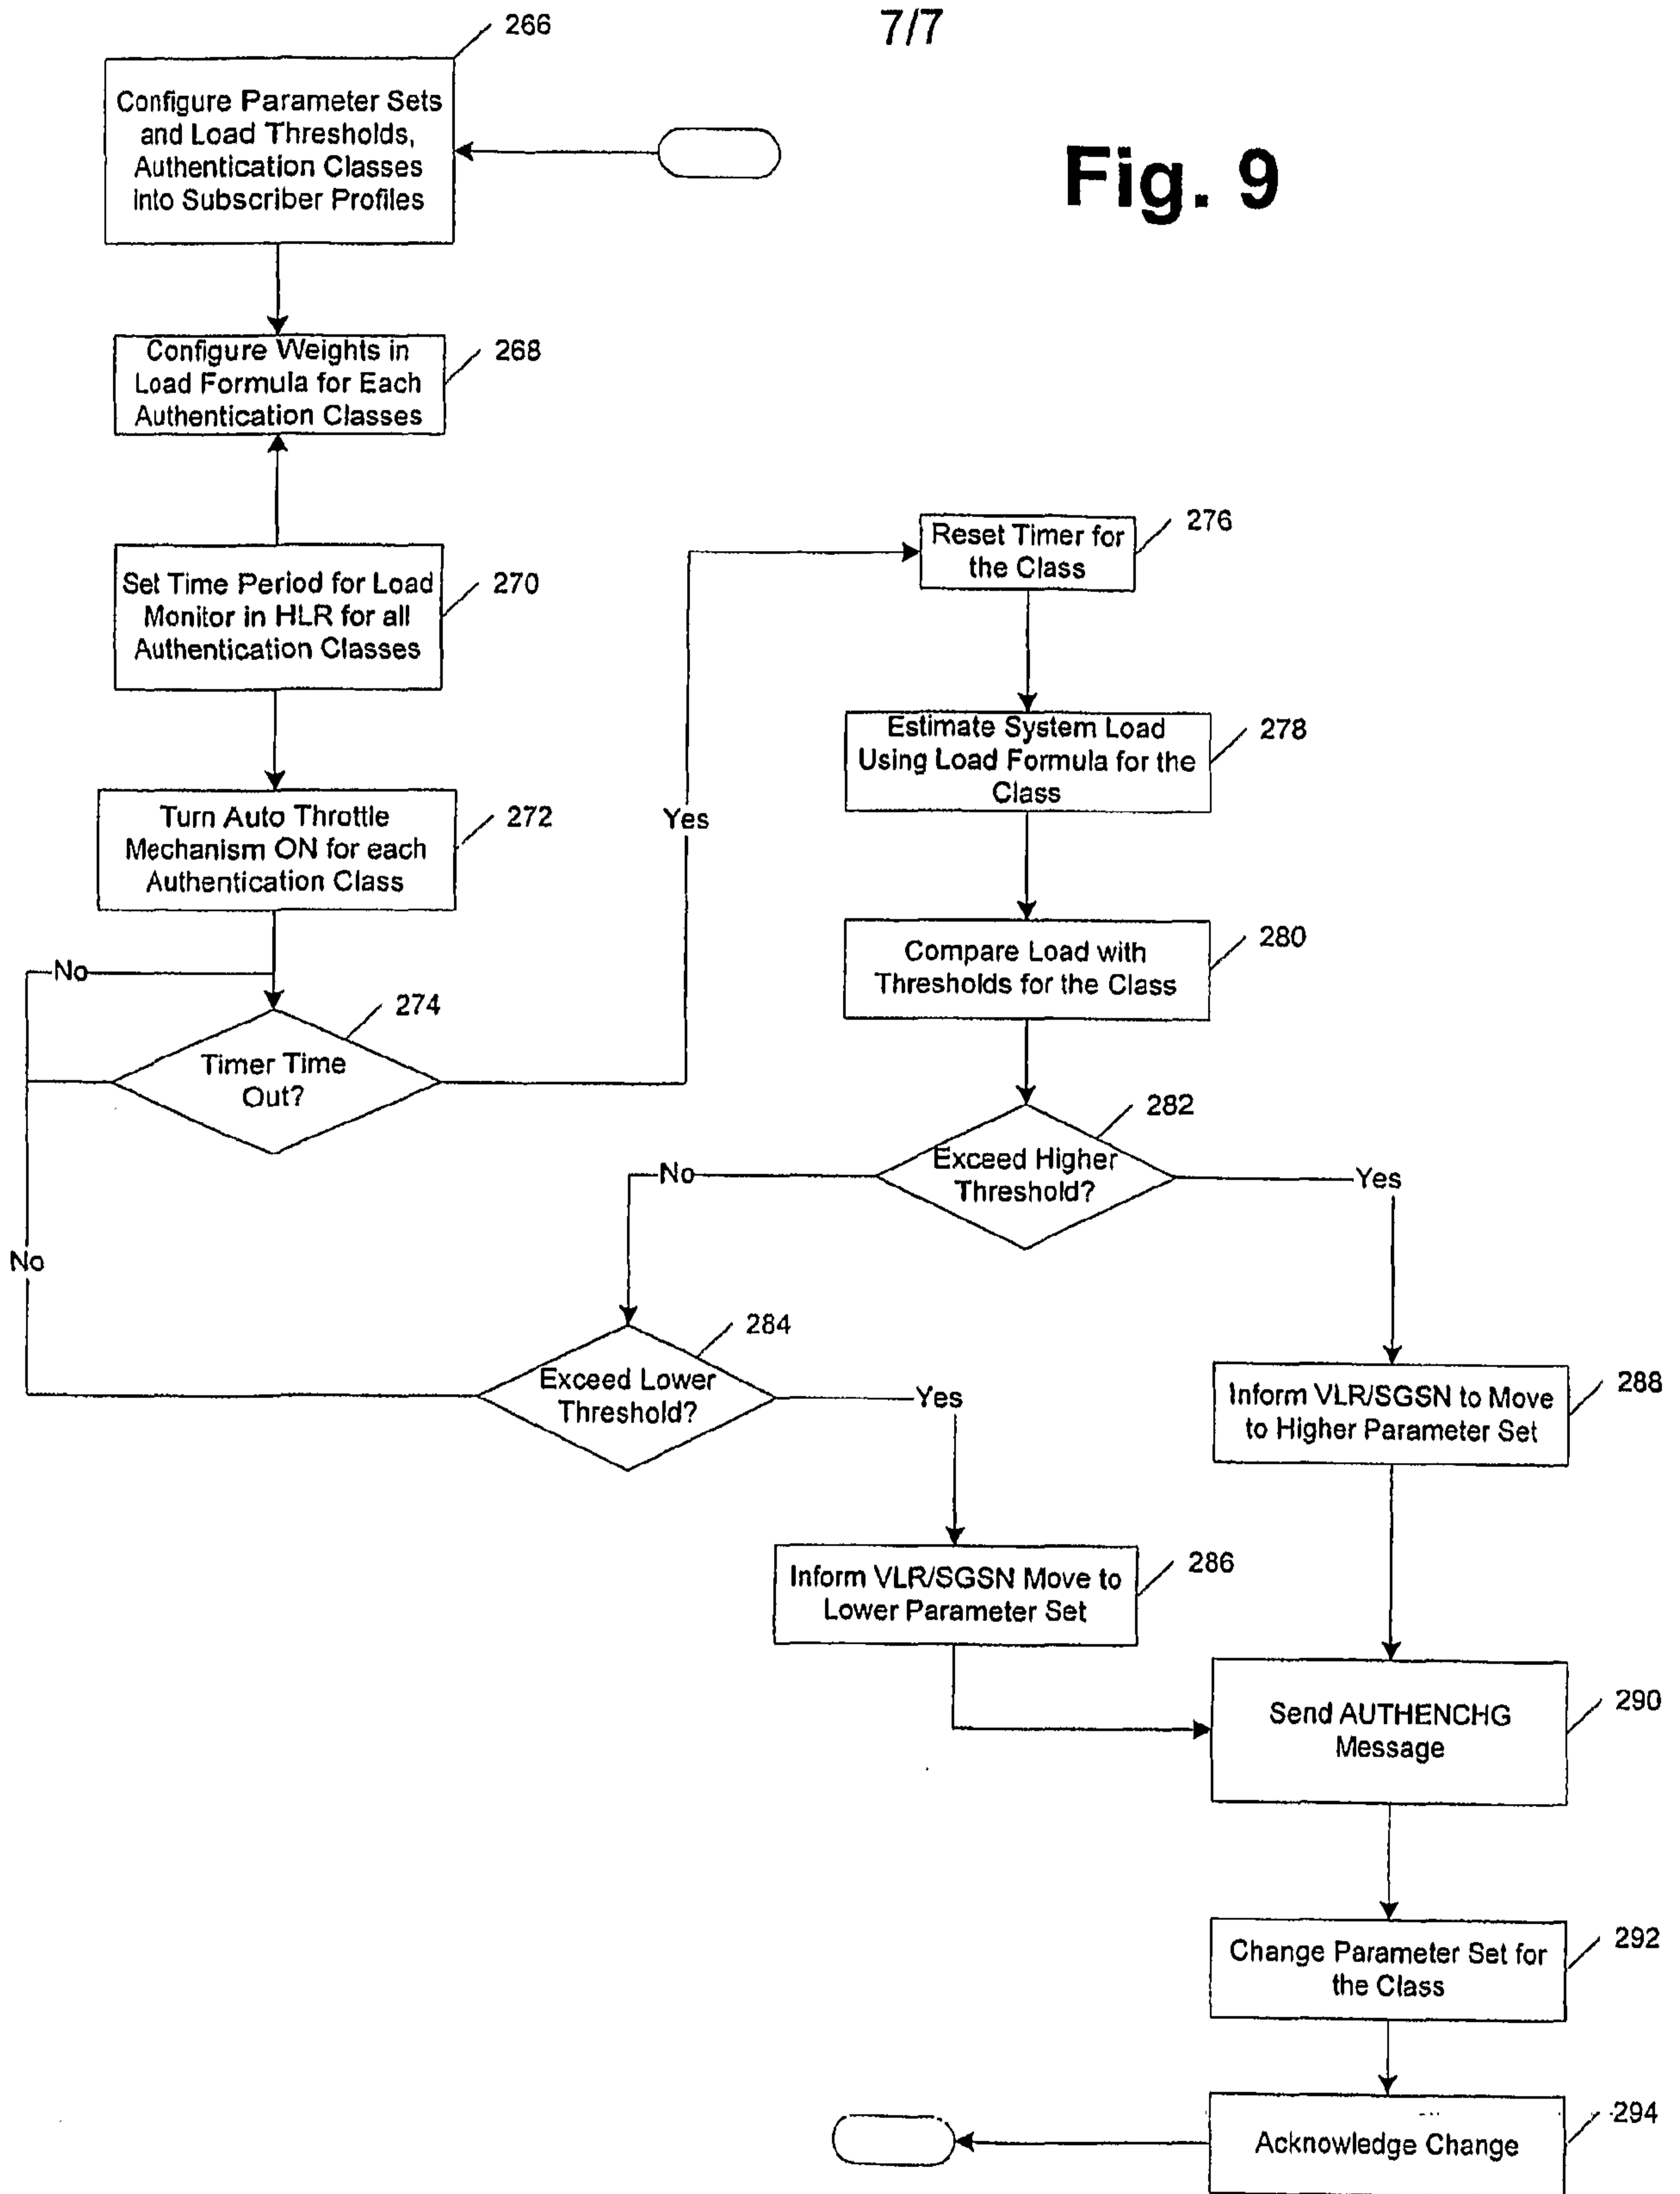 7/7
Fig. 9
266
Configure Parameter Sets
and Load Thresholds,
Authentication Classes
into Subscriber Profiles
268
Configure Weights in
Load Formula for Each
Authentication Classes
270
Set Time Period for Load
Monitor in HLR for all
Authentication Classes
272
Turn Auto Throttle
Mechanism ON for each
Authentication Class
No
274
Timer Time
Out?
Yes
No
276
Reset Timer for
the Class
278
Estimate System Load
Using Load Formula for the
Class
280
Compare Load with
Thresholds for the Class
282
Exceed Higher
Threshold?
No
Yes
284
Exceed Lower
Threshold?
Yes
286
Inform VLR/SGSN Move to
Lower Parameter Set
288
Inform VLR/SGSN to Move
to Higher Parameter Set
290
Send AUTHENCHG
Message
292
Change Parameter Set for
the Class
294
Acknowledge Change